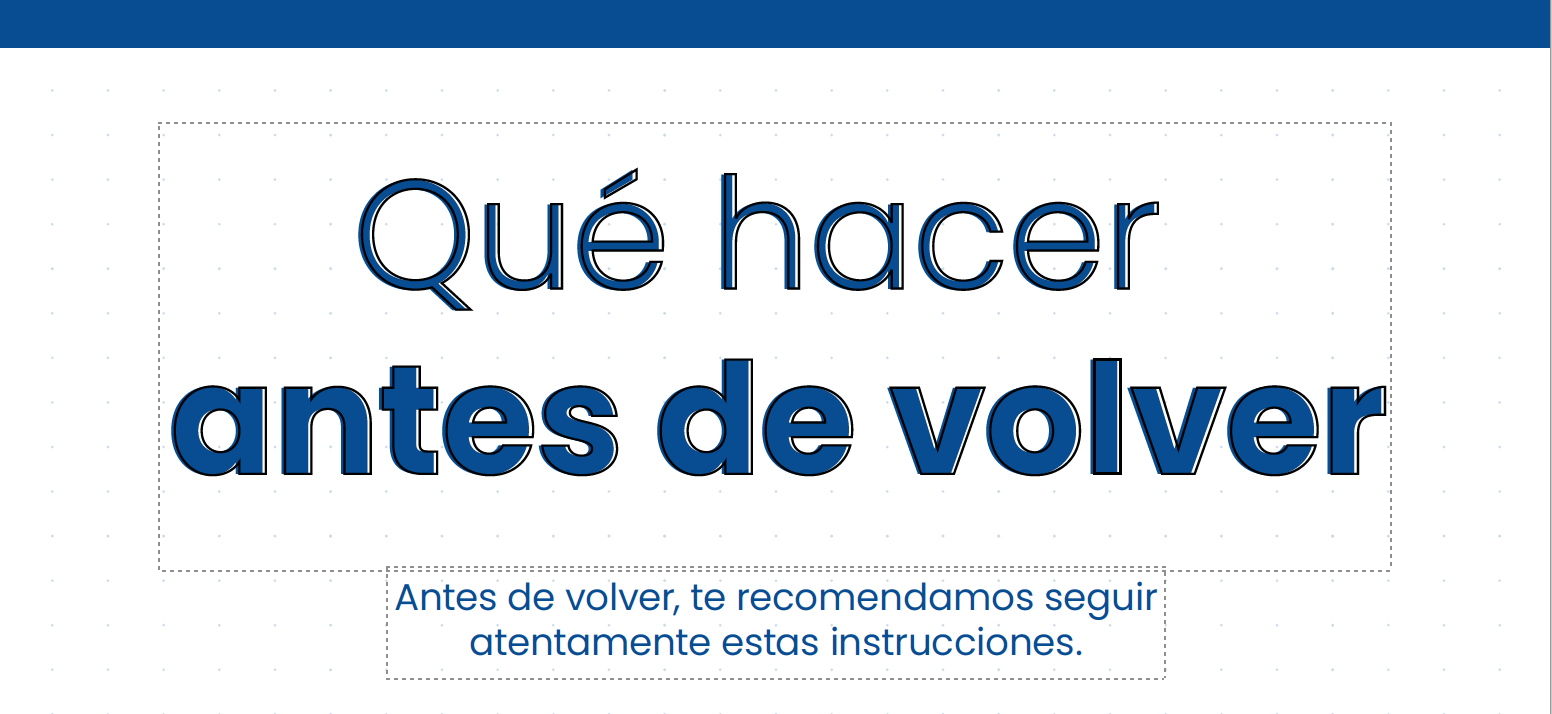 Qué hacer
antes de volver
Antes de volver, te recomendamos seguir
atentamente estas instrucciones.